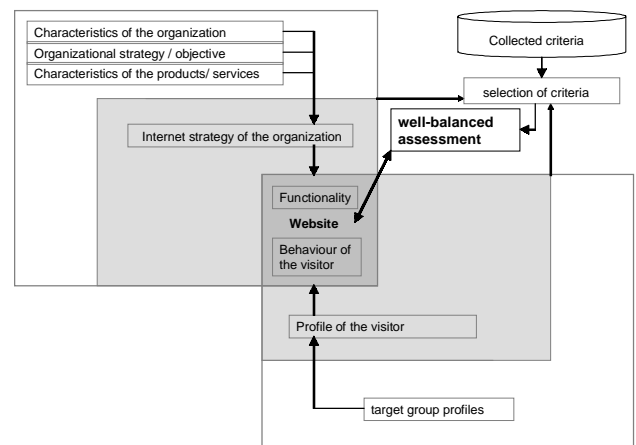 Characteristics of the organization
Organizational strategy / objective
Characteristics of the products/ services
Collected criteria
selection of criteria
well-balanced
assessment
Internet strategy of the organization
Functionality
Website
Behaviour of
the visitor
Profile of the visitor
target group profiles